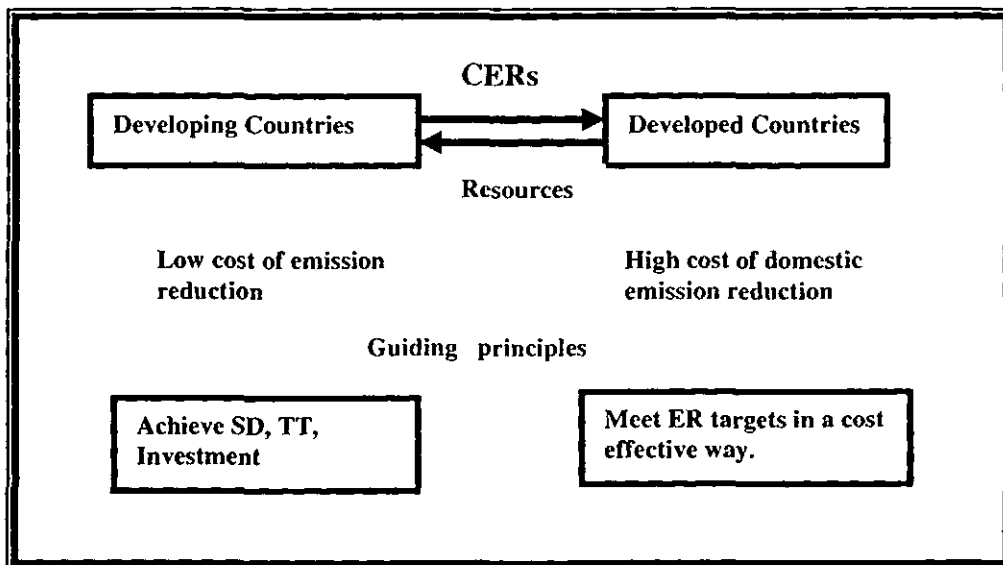 CERs
Developing Countries
Developed Countries
Resources
Low cost of emission
reduction
High cost of domestic
emission reduction
Guiding principles
Achieve SD, TT,
Investment
Meet ER targets in a cost
effective way.